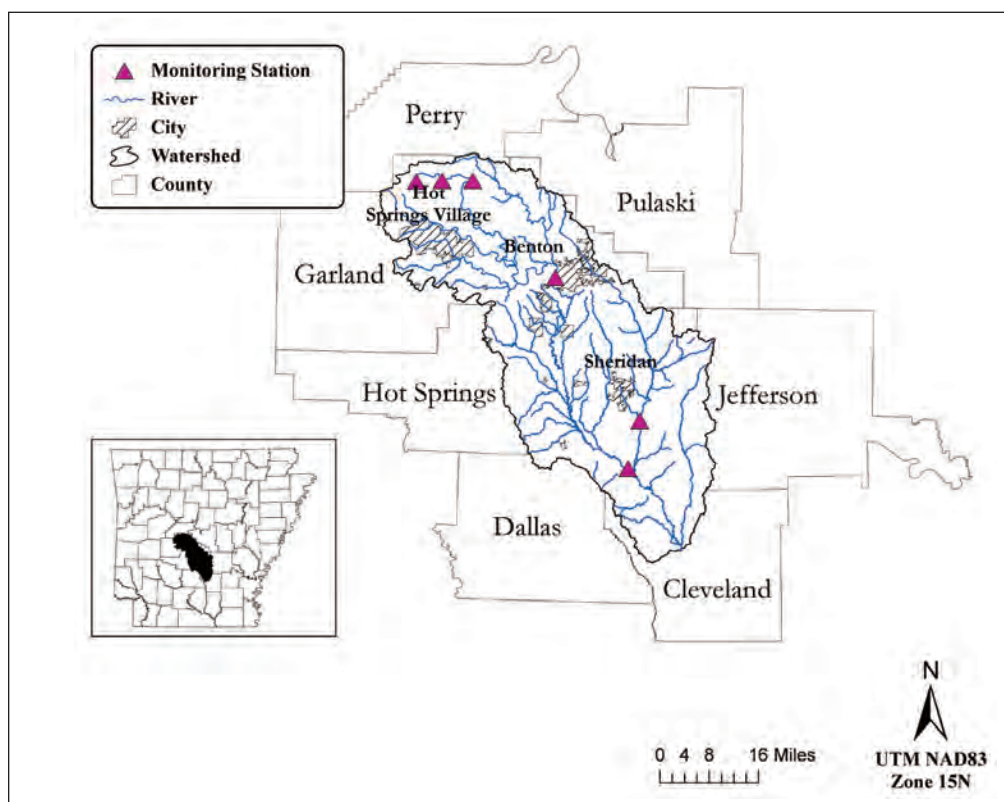 Monitoring Station
River
City
Watershed
County
Perry
Pulaski
Hot
Springs Village
Benton
Garland
Sheridan
Hot Springs
Jefferson
Dallas
Cleveland
N
0 4 8 16 Miles
UTM NAD83
Zone 15N